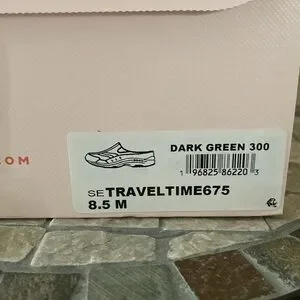 DARK GREEN 300
1 96825 86220 3
SE TRAVELTIME675
8.5 M
.COM